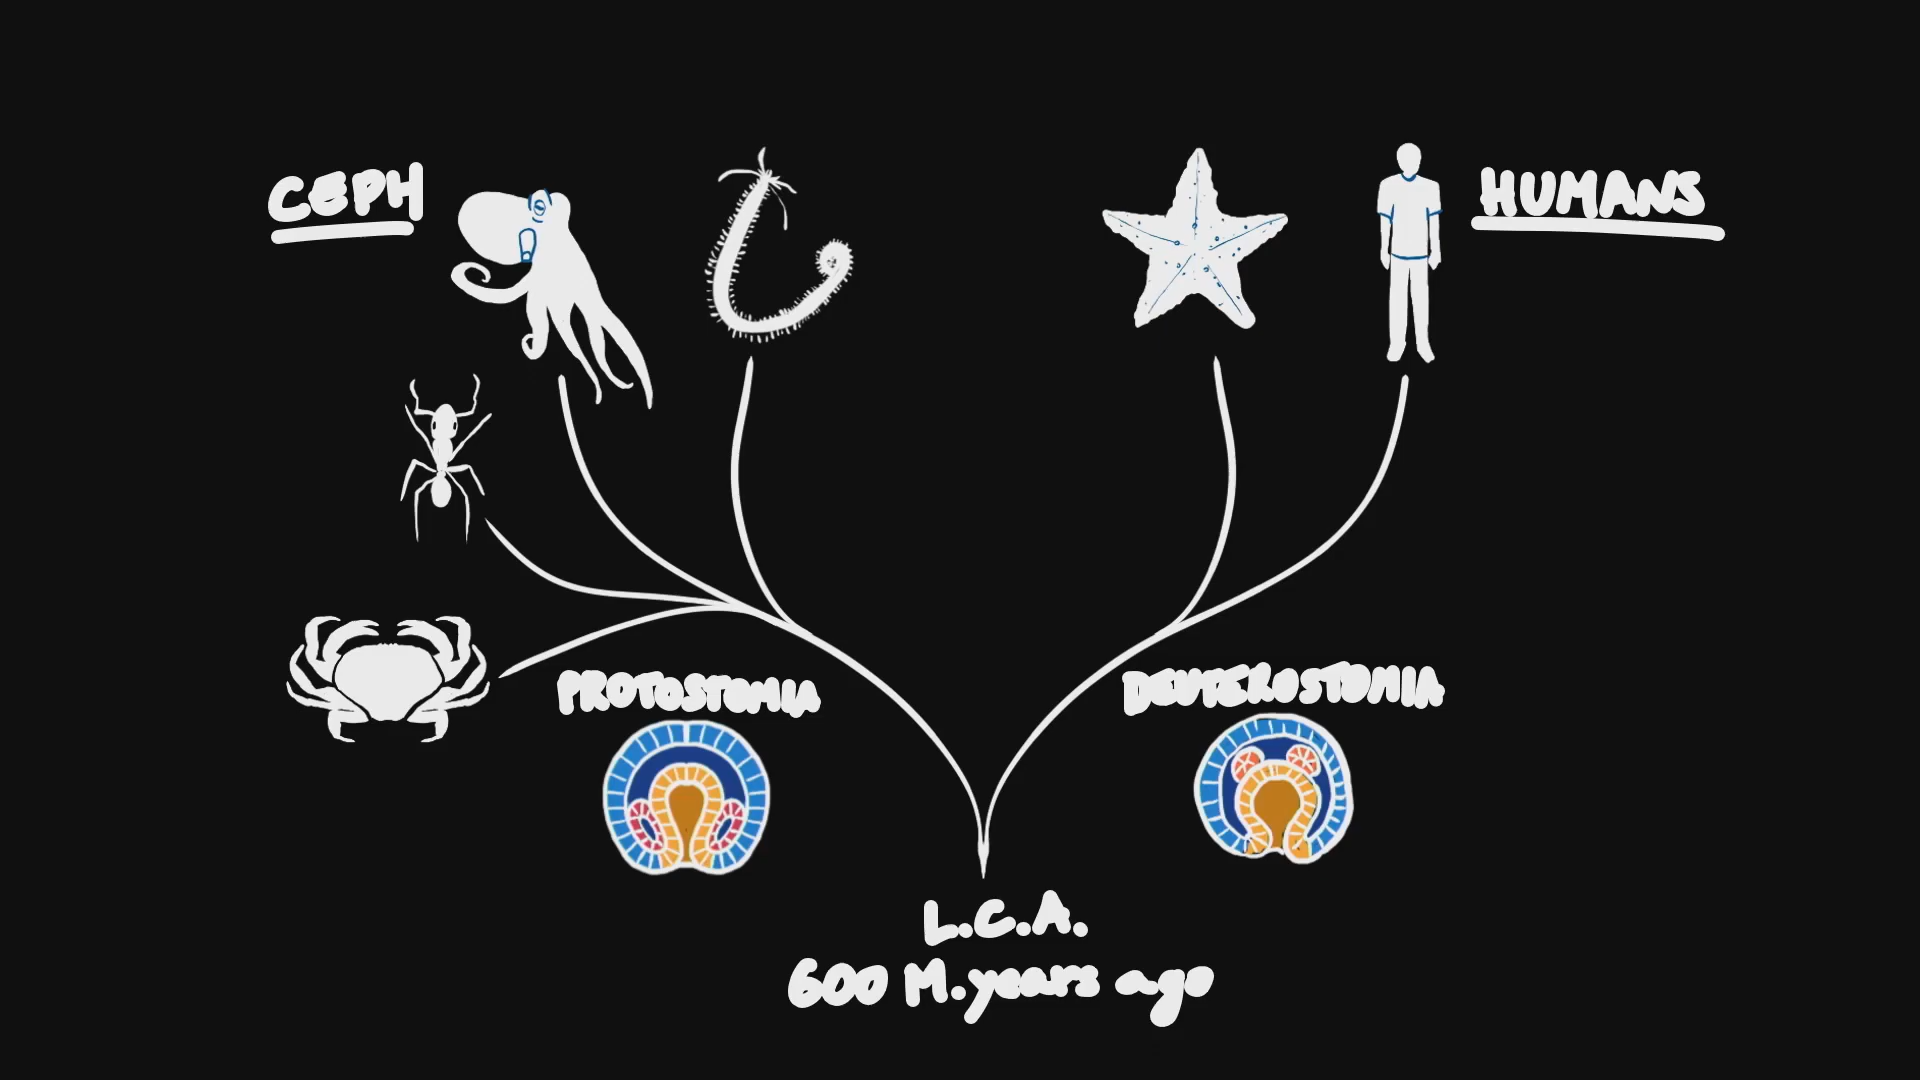 CEPH
HUMANS
PROTOSTOMIA
DEUTEROSTOMIA
L.C.A.
600 M.years ago